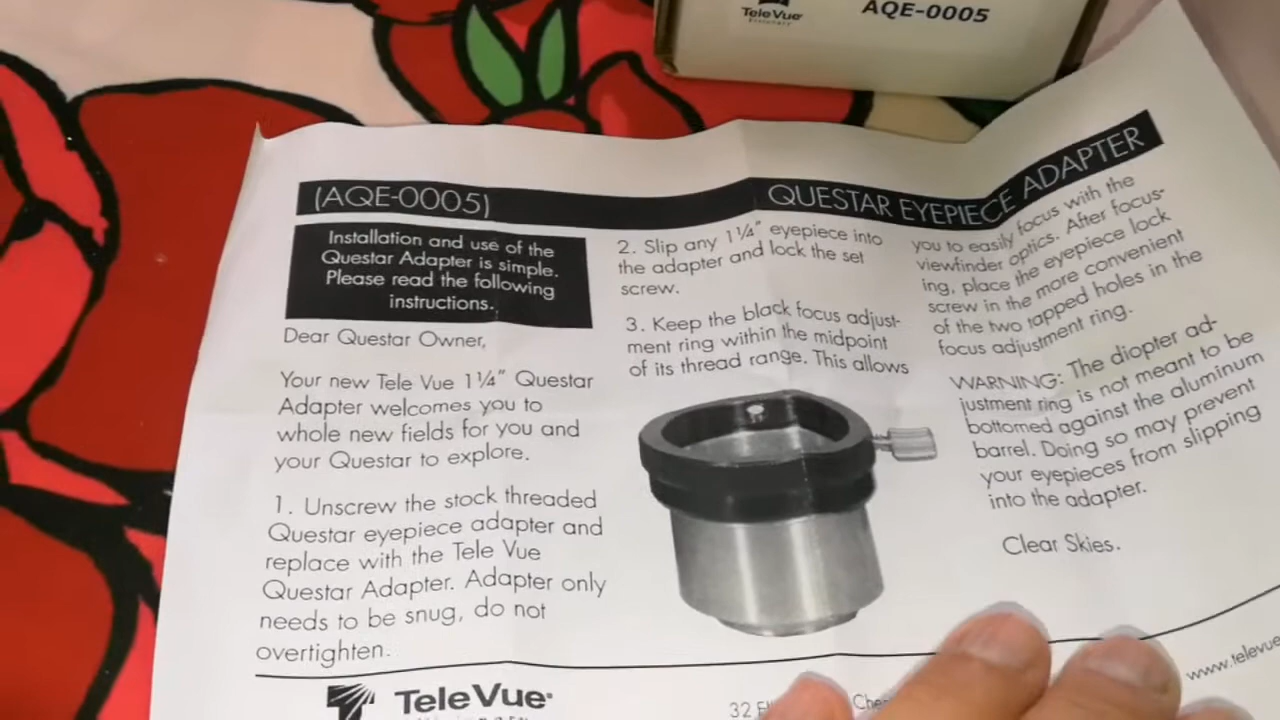 TeleVue
AQE-0005
(AQE-0005)
QUESTAR EYEPIECE ADAPTER
Installation and use of the
Questar Adapter is simple.
Please read the following
instructions.
Dear Questar Owner,
Your new Tele Vue 1¼" Questar
Adapter welcomes you to
whole new fields for you and
your Questar to explore.
1. Unscrew the stock threaded
Questar eyepiece adapter and
replace with the Tele Vue
Questar Adapter. Adapter only
needs to be snug, do not
overtighten.
2. Slip any 1¼" eyepiece into
the adapter and lock the set
screw.
3. Keep the black focus adjust-
ment ring within the midpoint
of its thread range. This allows
you to easily focus with the
viewfinder optics. After focus-
ing, place the eyepiece lock
screw in the more convenient
of the two tapped holes in the
focus adjustment ring.
WARNING: The diopter ad-
justment ring is not meant to be
bottomed against the aluminum
barrel. Doing so may prevent
your eyepieces from slipping
into the adapter.
Clear Skies.
TeleVue®
32
www.televue